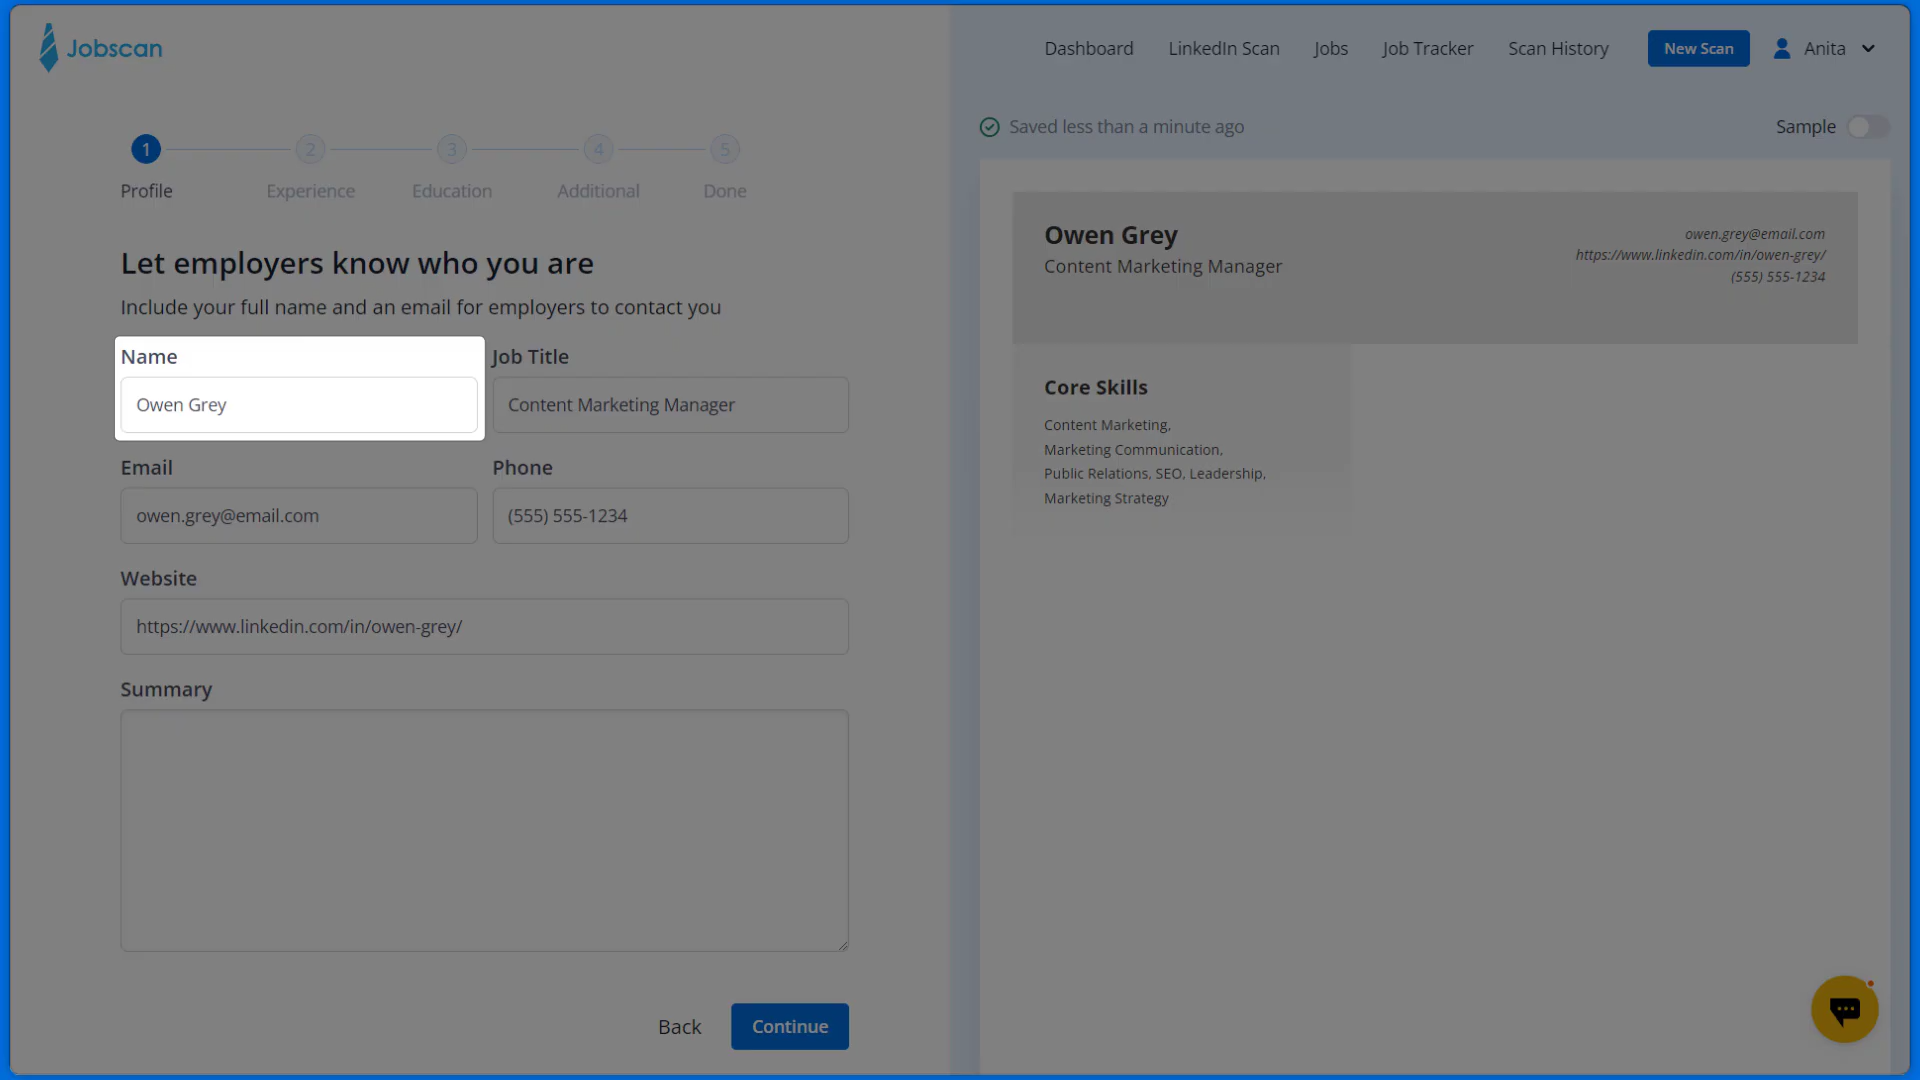 Jobscan
Dashboard LinkedIn Scan Jobs Job Tracker Scan History New Scan Anita
Saved less than a minute ago Sample
1 2 3 4 5
Profile Experience Education Additional Done
Let employers know who you are
Include your full name and an email for employers to contact you
Name Job Title
Owen Grey Content Marketing Manager
Email Phone
owen.grey@email.com (555) 555-1234
Website
https://www.linkedin.com/in/owen-grey/
Summary
Back Continue
Owen Grey
Content Marketing Manager
owen.grey@email.com
https://www.linkedin.com/in/owen-grey/
(555) 555-1234
Core Skills
Content Marketing,
Marketing Communication,
Public Relations, SEO, Leadership,
Marketing Strategy